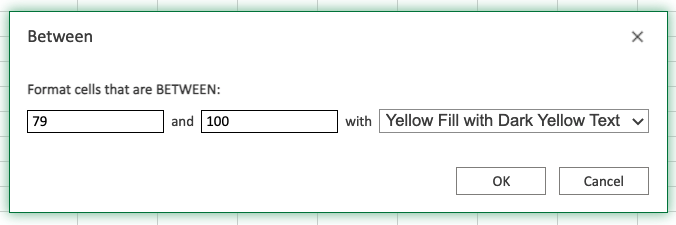 Between
Format cells that are BETWEEN:
79 and 100 with Yellow Fill with Dark Yellow Text
OK Cancel